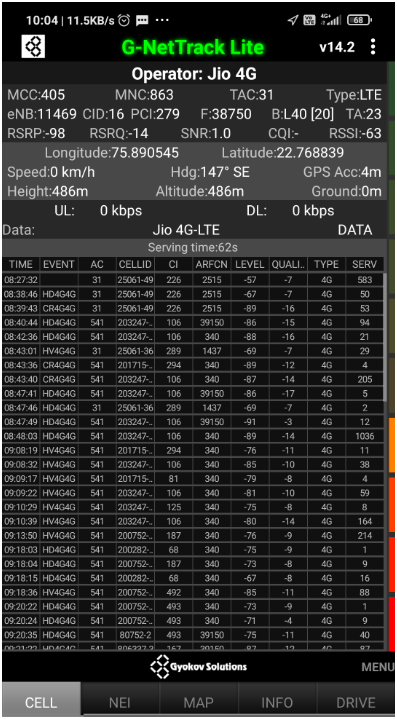 10:04 | 11.5KB/s ··· 4G+ 68
G-NetTrack Lite v14.2
Operator: Jio 4G
MCC:405 MNC:863 TAC:31 Type:LTE
eNB:11469 CID:16 PCI:279 F:38750 B:L40 [20] TA:23
RSRP:-98 RSRQ:-14 SNR:1.0 CQI:- RSSI:-63
Longitude:75.890545 Latitude:22.768839
Speed:0 km/h Hdg:147° SE GPS Acc:4m
Height:486m Altitude:486m Ground:0m
UL: 0 kbps DL: 0 kbps
Data: Jio 4G-LTE DATA
Serving time:62s
TIME EVENT AC CELLID CI ARFCN LEVEL QUALI.. TYPE SERV
08:27:32 31 25061-49 226 2515 -57 -7 4G 583
08:38:46 HD4G4G 31 25061-49 226 2515 -67 -7 4G 50
08:39:43 CR4G4G 31 25061-49 226 2515 -89 -16 4G 53
08:40:44 HD4G4G 541 203247-.. 106 39150 -86 -15 4G 94
08:42:36 HD4G4G 541 203247-.. 106 340 -88 -16 4G 21
08:43:01 HV4G4G 31 25061-36 289 1437 -69 -7 4G 29
08:43:36 CR4G4G 541 201715-.. 294 340 -89 -12 4G 4
08:43:40 CR4G4G 541 203247-.. 106 340 -87 -14 4G 205
08:47:41 HD4G4G 541 203247-.. 106 39150 -86 -17 4G 5
08:47:46 HD4G4G 31 25061-36 289 1437 -69 -7 4G 2
08:47:49 HD4G4G 541 203247-.. 106 39150 -91 -3 4G 12
08:48:03 HD4G4G 541 203247-.. 106 340 -89 -14 4G 1036
09:08:19 HV4G4G 541 201715-.. 294 340 -76 -11 4G 11
09:08:32 HV4G4G 541 203247-.. 106 340 -85 -10 4G 38
09:09:17 HV4G4G 541 201715-.. 81 340 -79 -8 4G 4
09:09:22 HV4G4G 541 203247-.. 106 340 -81 -10 4G 59
09:10:29 HV4G4G 541 203247-.. 125 340 -75 -8 4G 8
09:10:39 HV4G4G 541 203247-.. 106 340 -80 -14 4G 164
09:13:50 HV4G4G 541 200752-.. 187 340 -76 -9 4G 214
09:18:03 HD4G4G 541 200282-.. 68 340 -75 -9 4G 1
09:18:04 HD4G4G 541 200752-.. 187 340 -73 -8 4G 9
09:18:15 HD4G4G 541 200282-.. 68 340 -67 -8 4G 16
09:18:36 HV4G4G 541 200752-.. 492 340 -85 -11 4G 88
09:20:22 HD4G4G 541 200752-.. 493 340 -73 -9 4G 1
09:20:24 HD4G4G 541 200752-.. 493 340 -71 -4 4G 9
09:20:35 HD4G4G 541 80752-2 493 39150 -75 -11 4G 40
Gyokov Solutions MENU
CELL NEI MAP INFO DRIVE